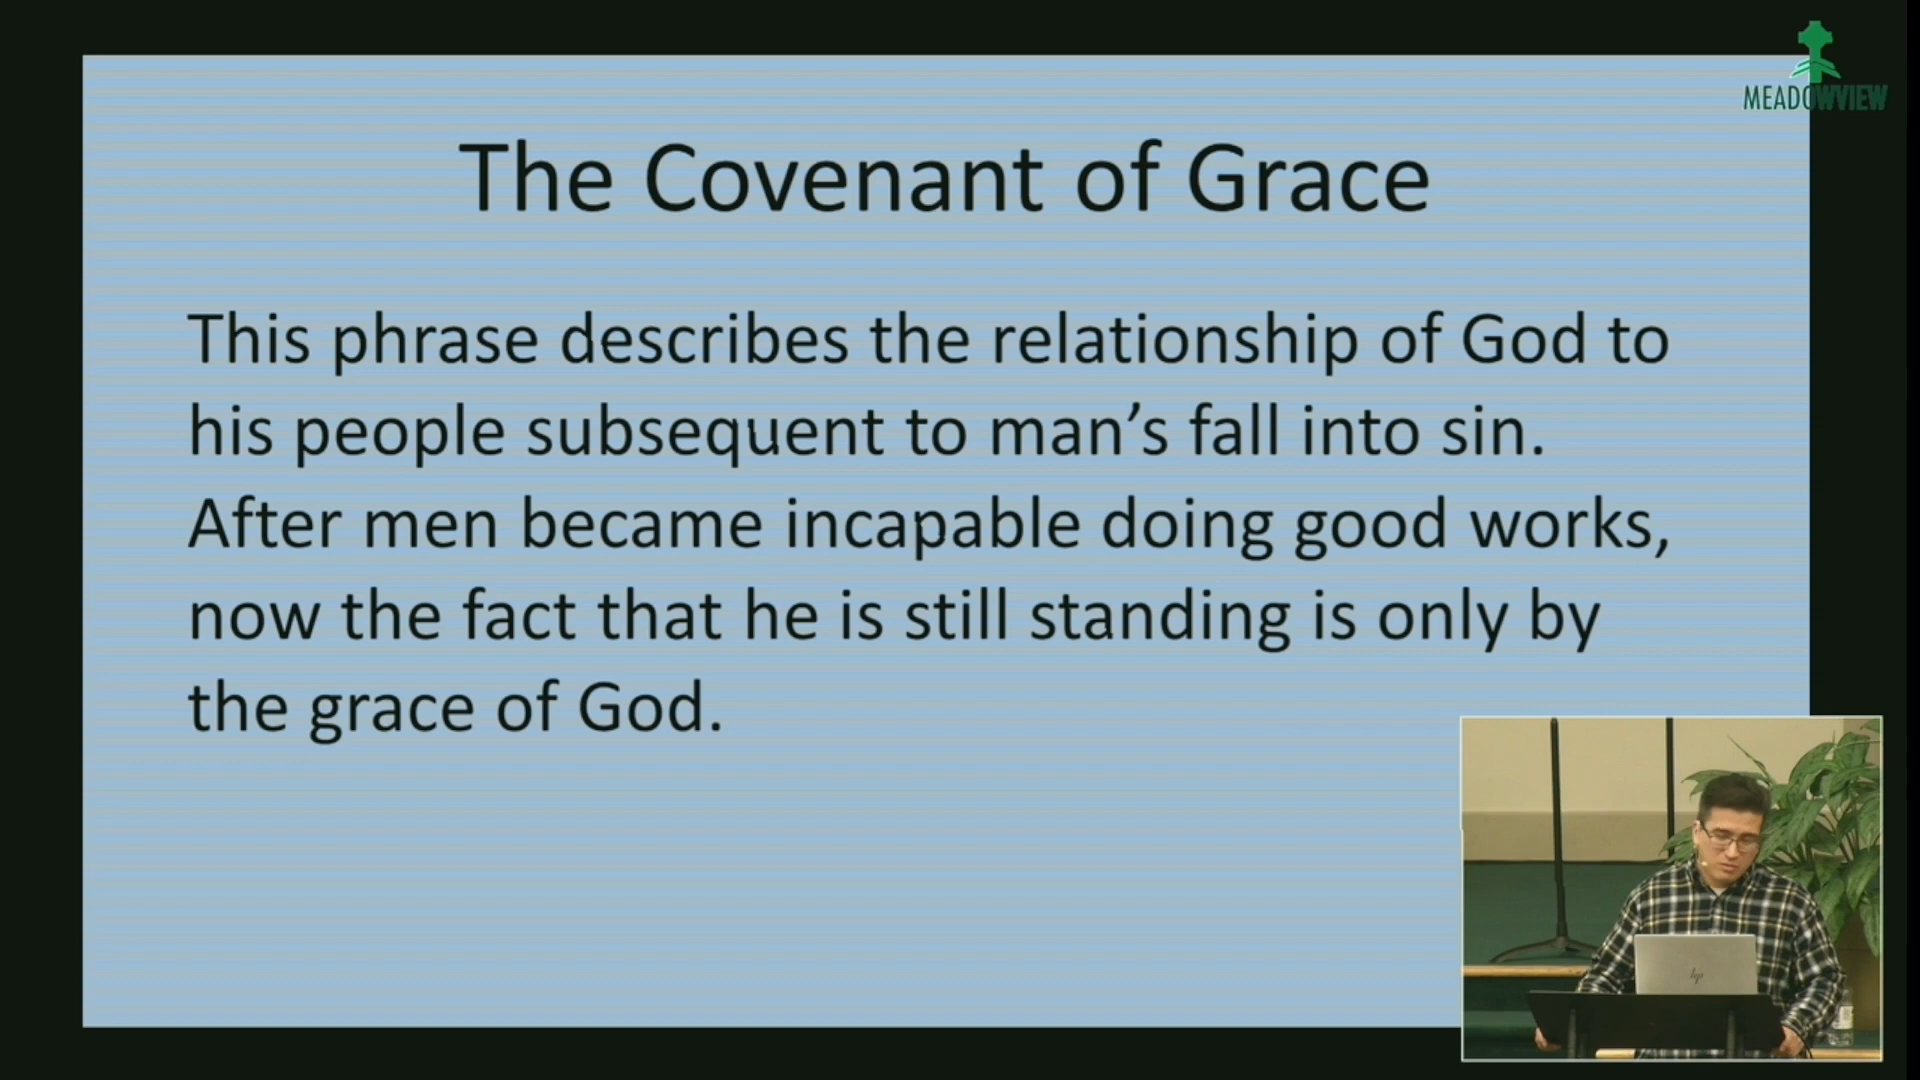 MEADOWVIEW
The Covenant of Grace
This phrase describes the relationship of God to
his people subsequent to man’s fall into sin.
After men became incapable doing good works,
now the fact that he is still standing is only by
the grace of God.
hp